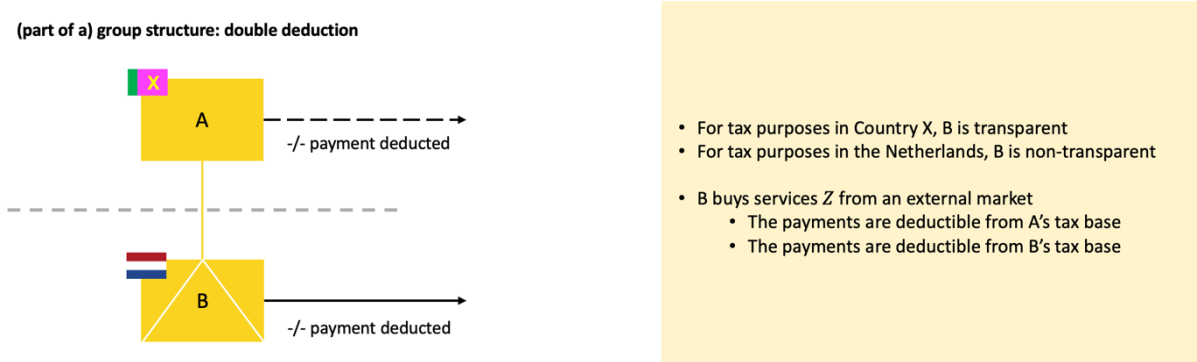 (part of a) group structure: double deduction
X
A
-/- payment deducted
B
-/- payment deducted
• For tax purposes in Country X, B is transparent
• For tax purposes in the Netherlands, B is non-transparent
• B buys services Z from an external market
• The payments are deductible from A's tax base
• The payments are deductible from B's tax base